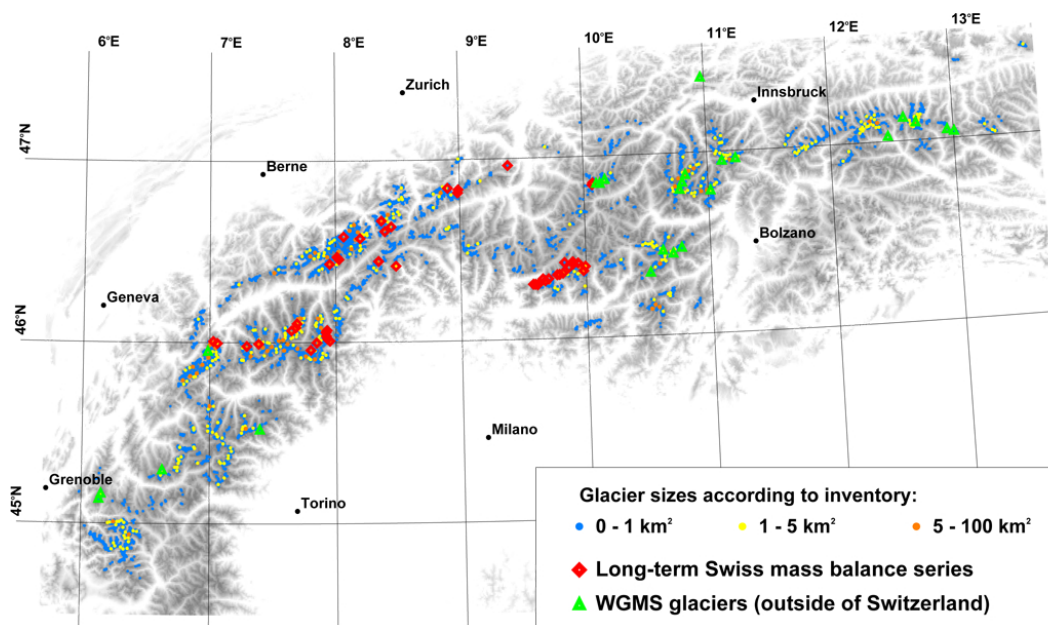 6°E 7°E 8°E 9°E 10°E 11°E 12°E 13°E
Zurich
Innsbruck
47°N
Berne
Bolzano
Geneva
46°N
Milano
Grenoble
45°N
Torino
Glacier sizes according to inventory:
0 - 1 km² 1 - 5 km² 5 - 100 km²
Long-term Swiss mass balance series
WGMS glaciers (outside of Switzerland)